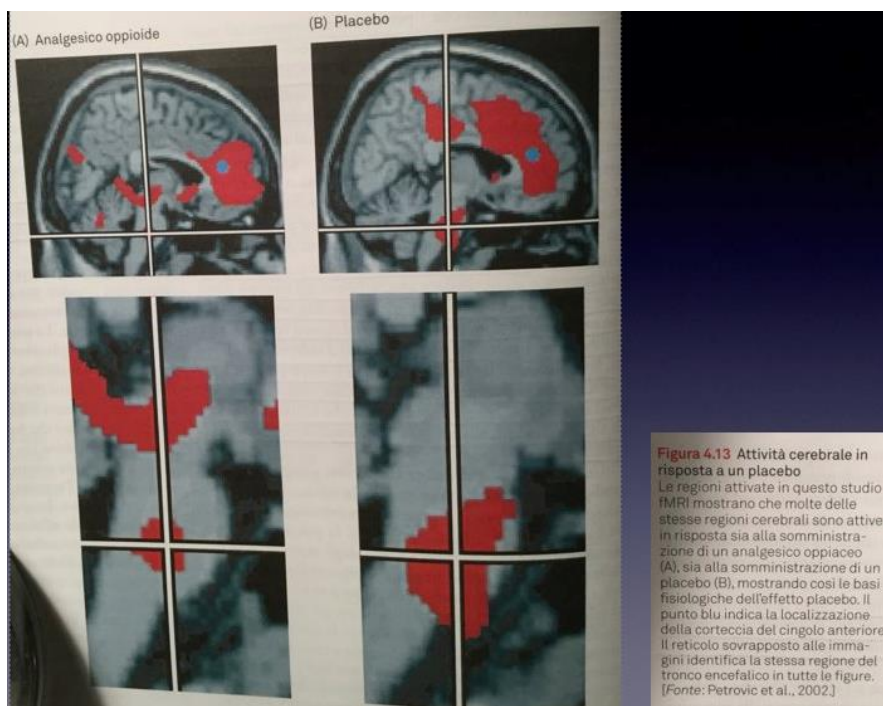 (A) Analgesico oppioide
(B) Placebo
Figura 4.13 Attività cerebrale in
risposta a un placebo
Le regioni attivate in questo studio
fMRI mostrano che molte delle
stesse regioni cerebrali sono attive
in risposta sia alla somministra-
zione di un analgesico oppiaceo
(A), sia alla somministrazione di un
placebo (B), mostrando così le basi
fisiologiche dell'effetto placebo. Il
punto blu indica la localizzazione
della corteccia del cingolo anteriore.
Il reticolo sovrapposto alle imma-
gini identifica la stessa regione del
tronco encefalico in tutte le figure.
[Fonte: Petrovic et al., 2002.]